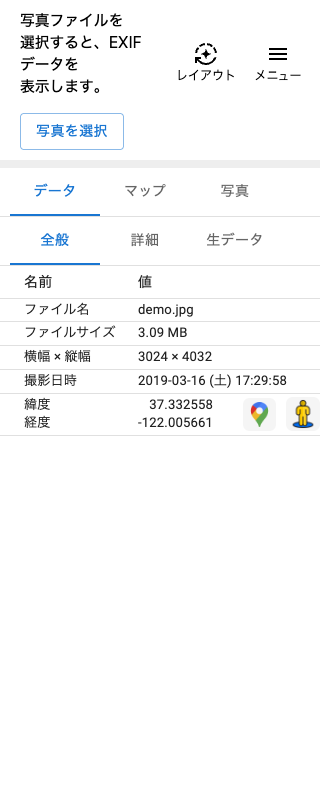 写真ファイルを
選択すると、EXIF
データを
表示します。
レイアウト
メニュー
写真を選択
データ マップ 写真
全般 詳細 生データ
名前 値
ファイル名 demo.jpg
ファイルサイズ 3.09 MB
横幅 × 縦幅 3024 × 4032
撮影日時 2019-03-16 (土) 17:29:58
緯度 37.332558
経度 -122.005661